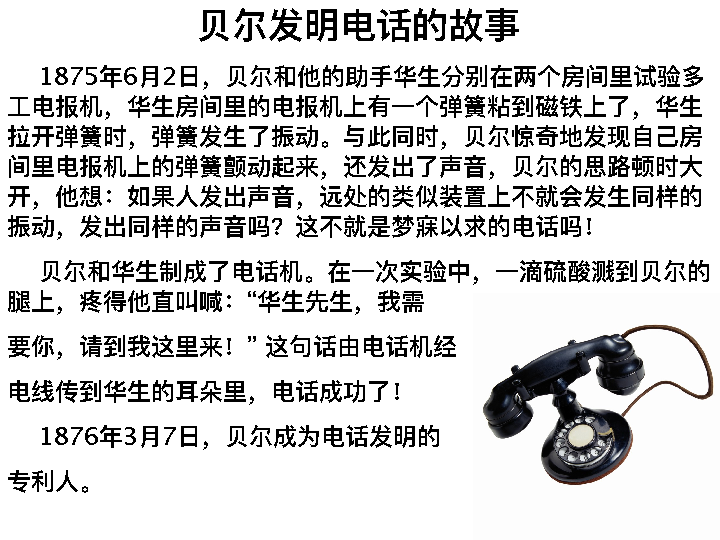 贝尔发明电话的故事
1875年6月2日，贝尔和他的助手华生分别在两个房间里试验多
工电报机，华生房间里的电报机上有一个弹簧粘到磁铁上了，华生
拉开弹簧时，弹簧发生了振动。与此同时，贝尔惊奇地发现自己房
间里电报机上的弹簧颤动起来，还发出了声音，贝尔的思路顿时大
开，他想：如果人发出声音，远处的类似装置上不就会发生同样的
振动，发出同样的声音吗？这不就是梦寐以求的电话吗！
贝尔和华生制成了电话机。在一次实验中，一滴硫酸溅到贝尔的
腿上，疼得他直叫喊：“华生先生，我需
要你，请到我这里来！” 这句话由电话机经
电线传到华生的耳朵里，电话成功了！
1876年3月7日，贝尔成为电话发明的
专利人。